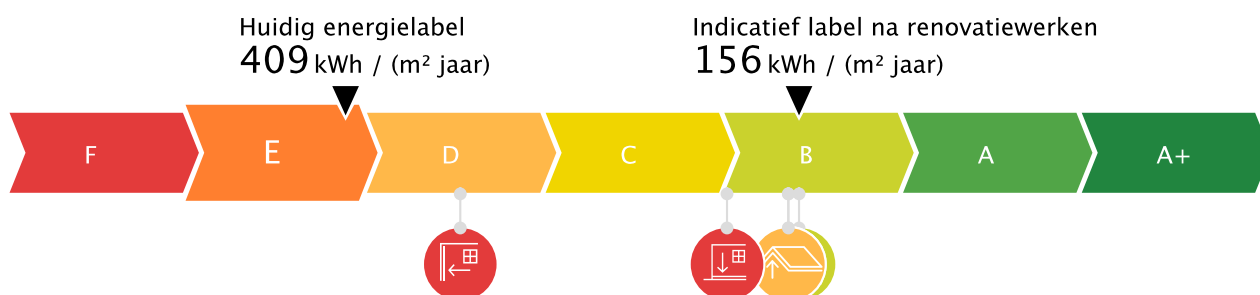 Huidig energielabel
409 kWh / (m² jaar)
Indicatief label na renovatiewerken
156 kWh / (m² jaar)
F E D C B A A+